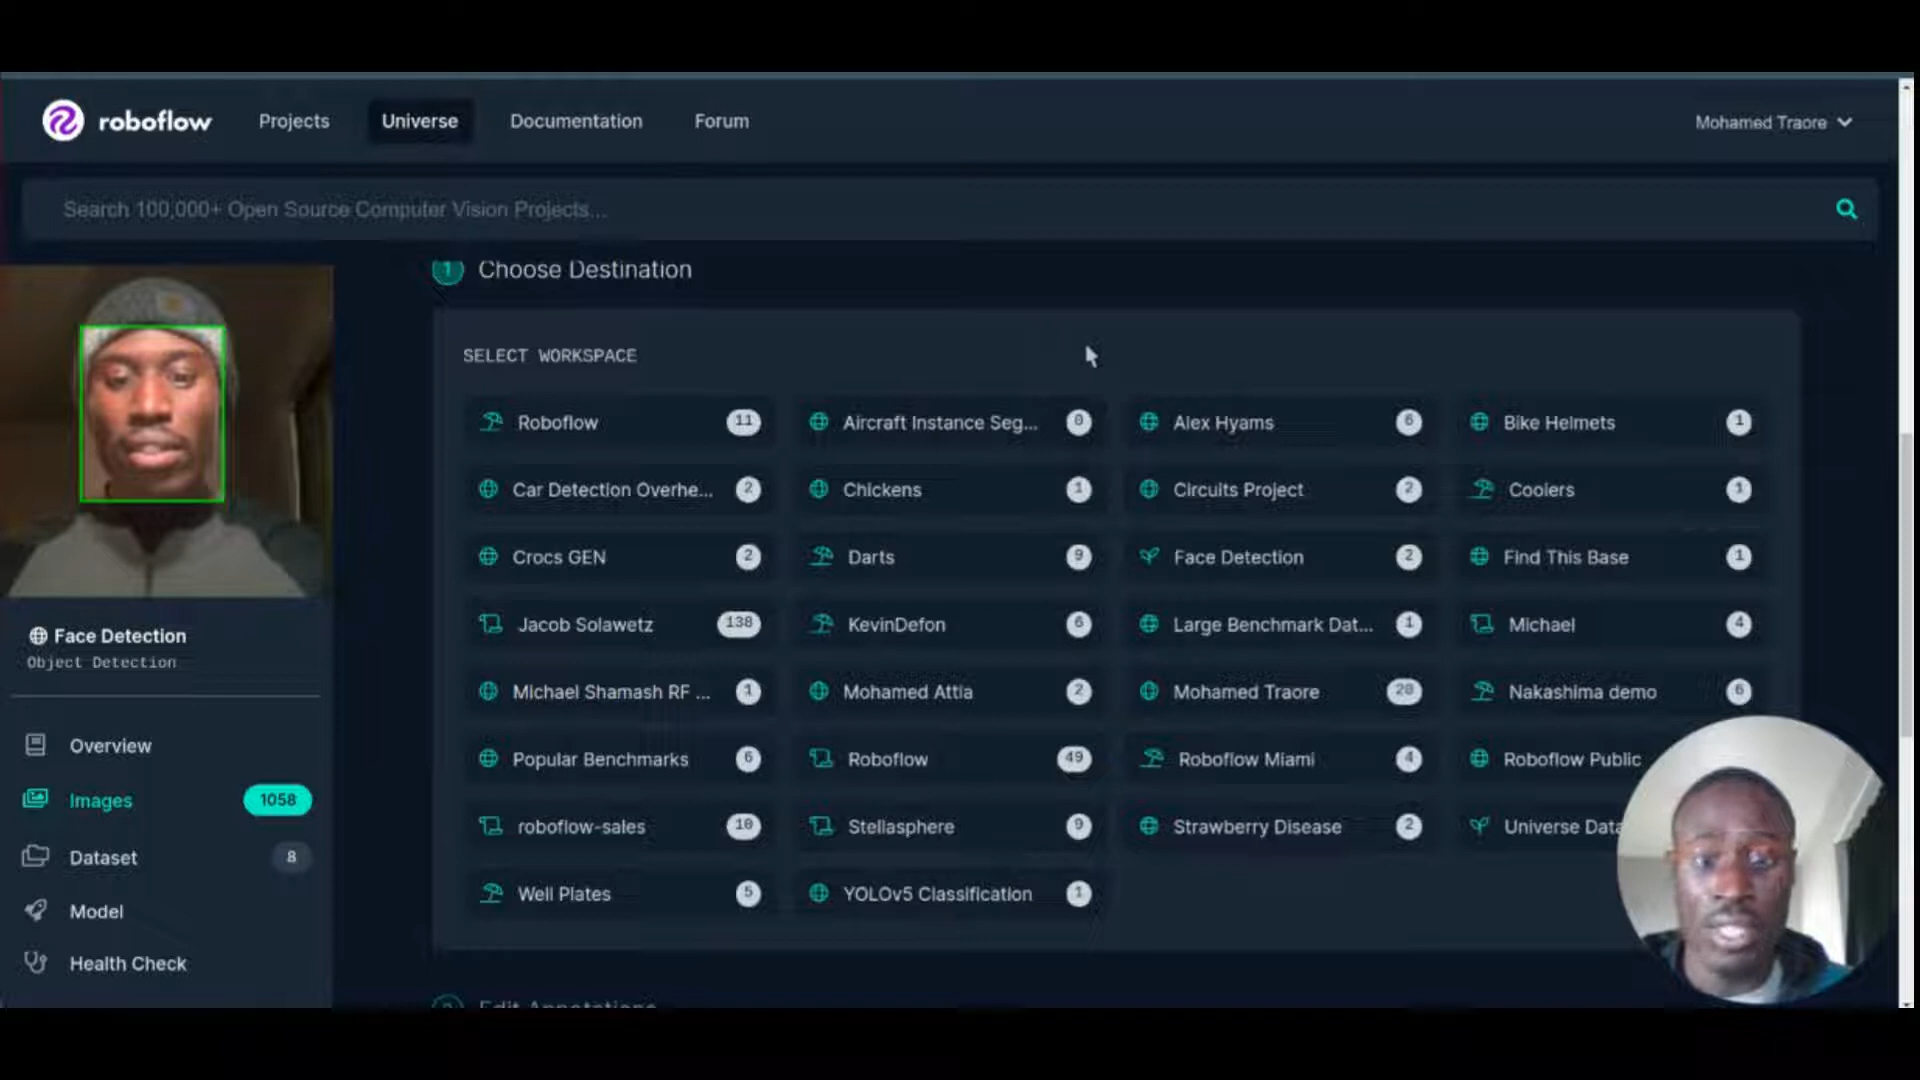 roboflow Projects Universe Documentation Forum Mohamed Traore
Search 100,000+ Open Source Computer Vision Projects...
1 Choose Destination
SELECT WORKSPACE
Roboflow 11 Aircraft Instance Seg... 0 Alex Hyams 6 Bike Helmets 1
Car Detection Overhe... 2 Chickens 1 Circuits Project 2 Coolers 1
Crocs GEN 2 Darts 9 Face Detection 2 Find This Base 1
Jacob Solawetz 138 KevinDefon 6 Large Benchmark Dat... 1 Michael 4
Michael Shamash RF ... 1 Mohamed Attia 2 Mohamed Traore 20 Nakashima demo 6
Popular Benchmarks 6 Roboflow 49 Roboflow Miami 4 Roboflow Public
roboflow-sales 10 Stellasphere 9 Strawberry Disease 2 Universe Data
Well Plates 5 YOLOv5 Classification 1
Edit Annotations
Face Detection
Object Detection
Overview
Images 1058
Dataset 8
Model
Health Check